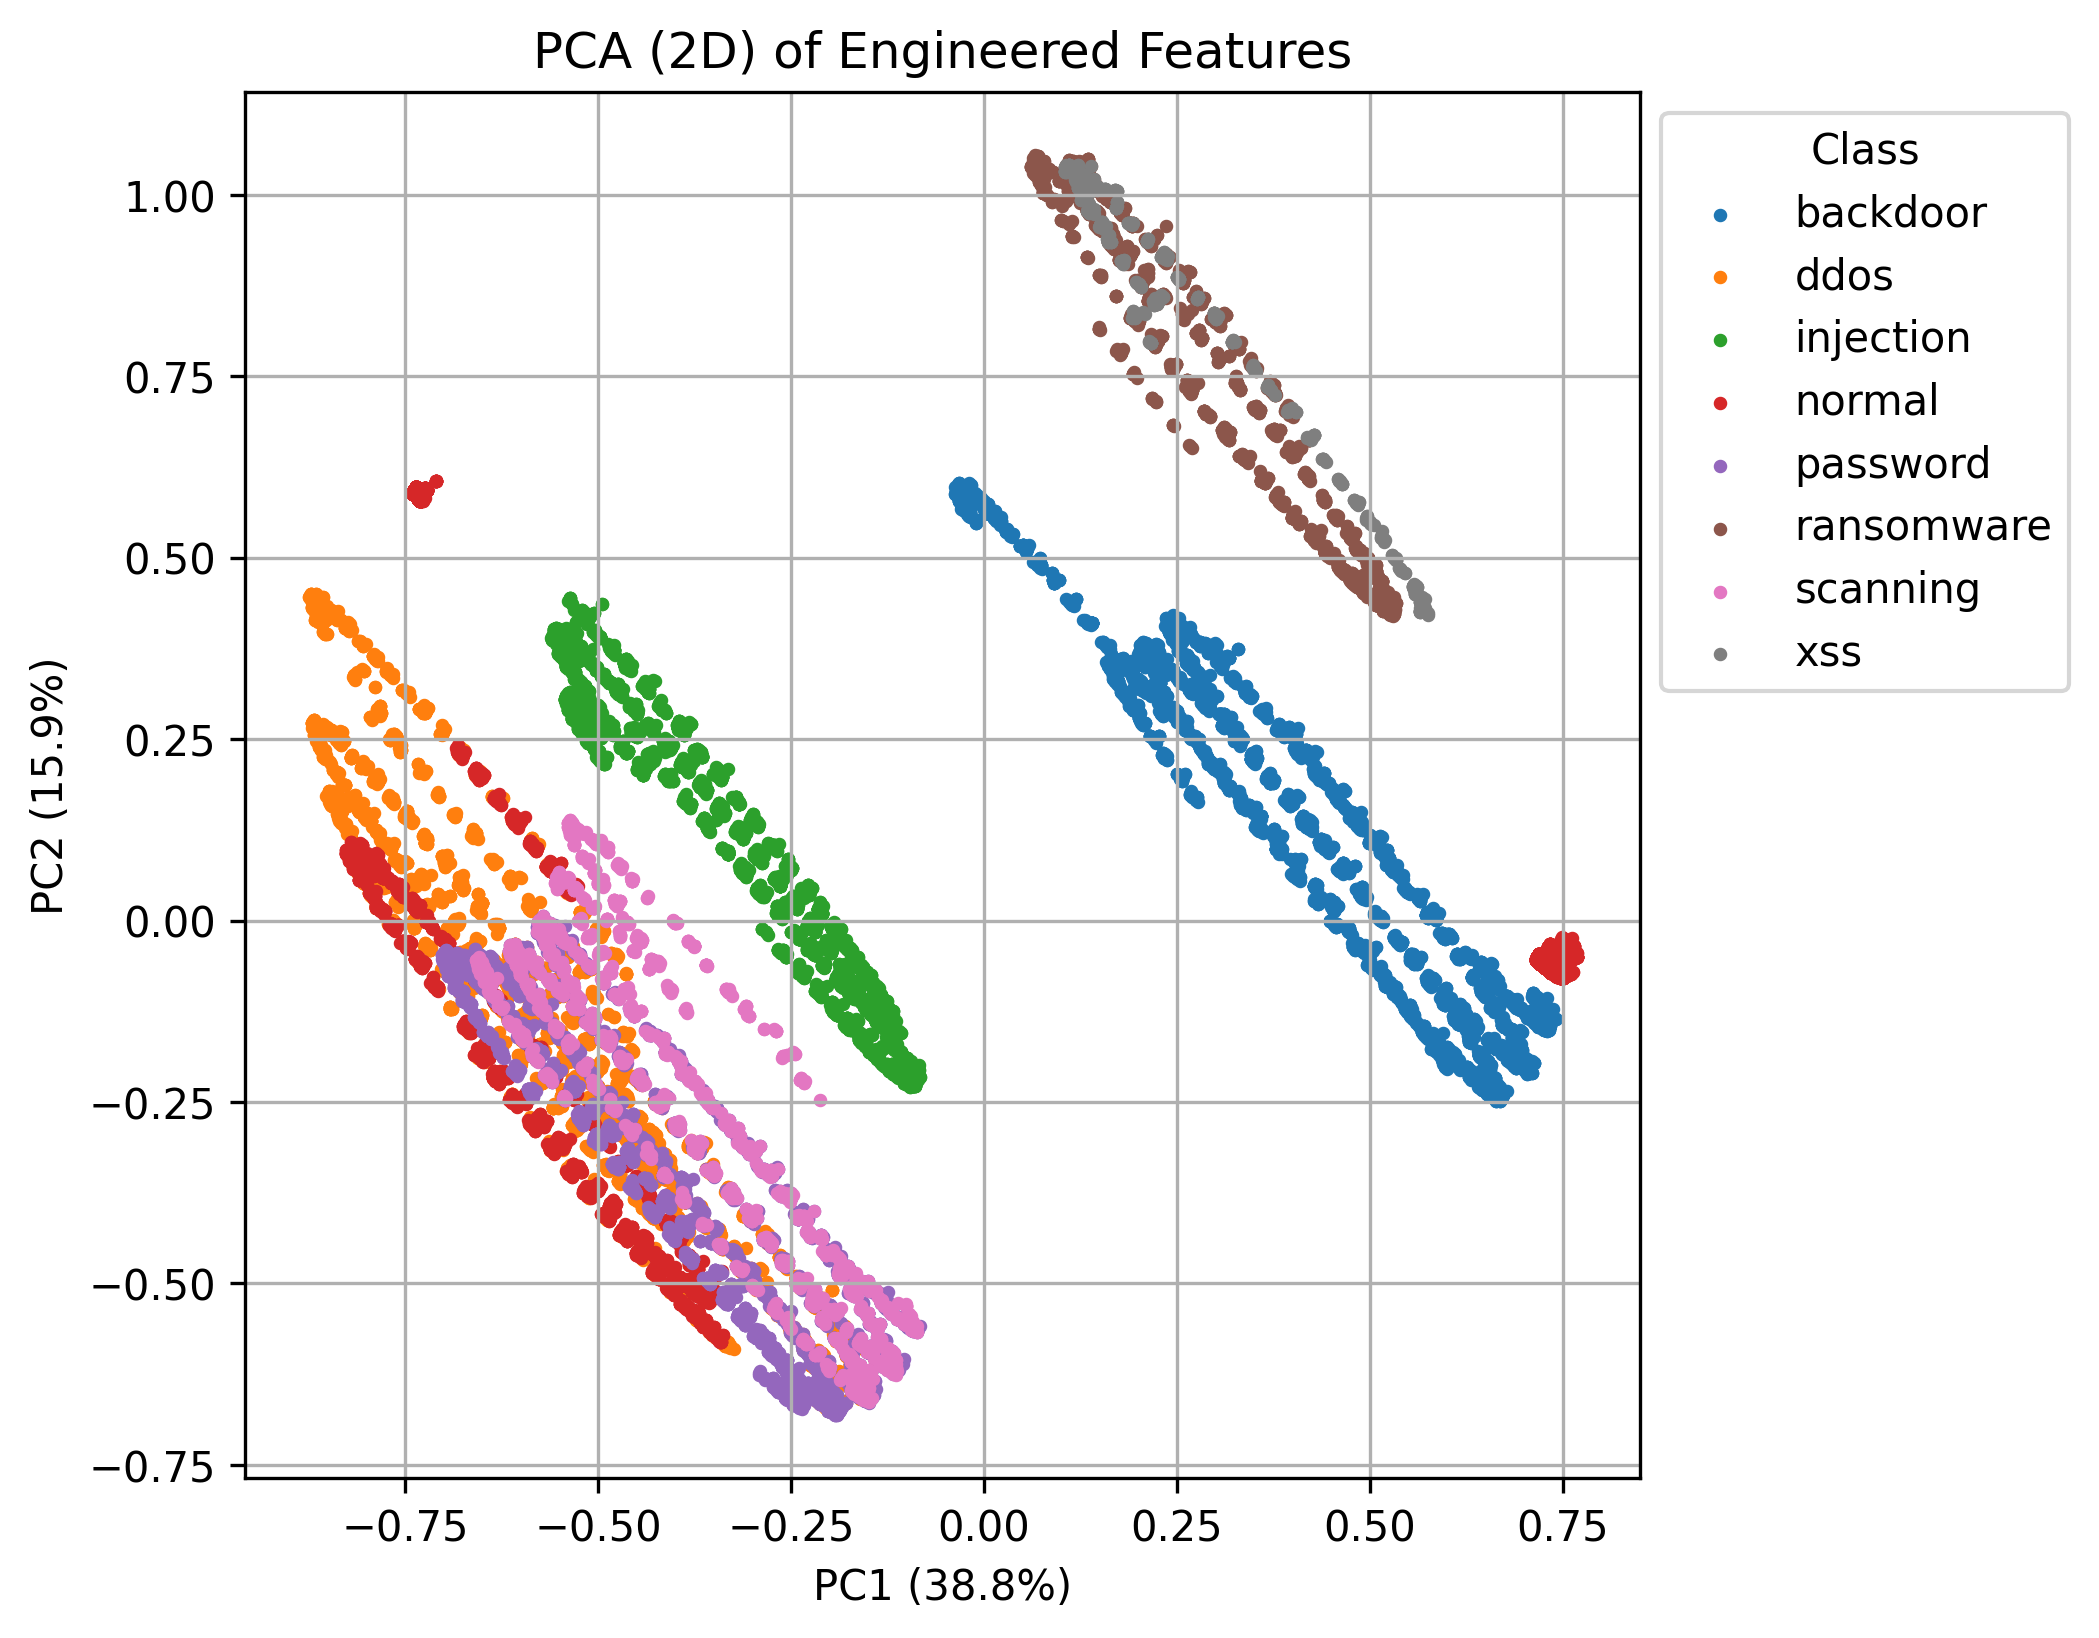 PCA (2D) of Engineered Features
Class
backdoor
ddos
injection
normal
password
ransomware
scanning
xss
1.00
0.75
0.50
0.25
0.00
−0.25
−0.50
−0.75
PC2 (15.9%)
−0.75 −0.50 −0.25 0.00 0.25 0.50 0.75
PC1 (38.8%)